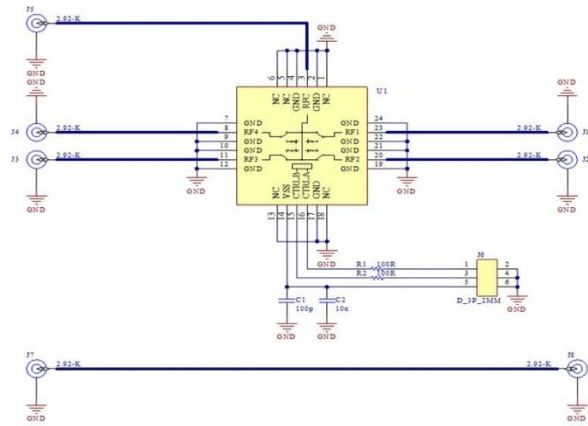 J5
2.92-K
GND
GND
6 5 4 3 2 1
NC NC GND RFC GND NC
U1
GND
GND
GND
J4
2.92-K
7 GND
8 RF4
9 GND
10 GND
11 RF3
12 GND
GND 24
RF1 23
GND 22
GND 21
RF2 20
GND 19
2.92-K
J3
2.92-K
2.92-K
GND
GND
GND
GND
NC VSS CTRLB CTRLA GND NC
13 14 15 16 17 18
GND
R1 100R
R2 100R
J6
1 2
3 4
5 6
D_3P_2MM
GND
C1
100p
C2
10n
GND
GND
J7
2.92-K
2.92-K
J8
GND
GND